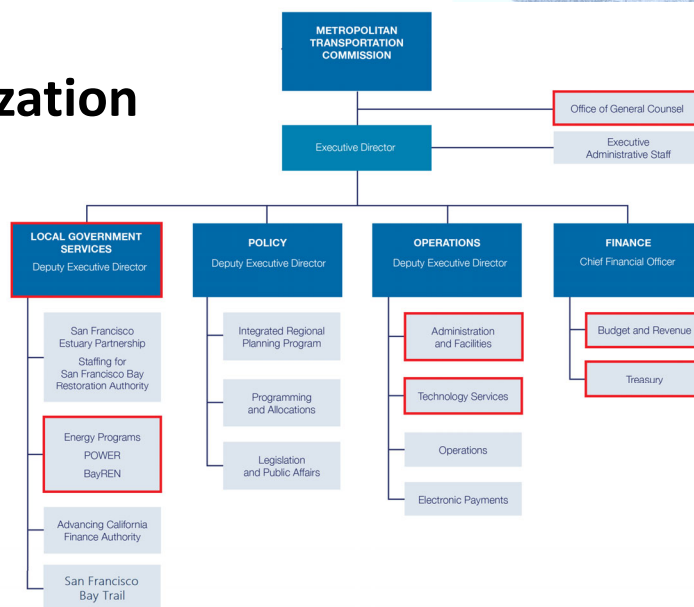 METROPOLITAN
TRANSPORTATION
COMMISSION
zation
Office of General Counsel
Executive Director
Executive
Administrative Staff
LOCAL GOVERNMENT
SERVICES
Deputy Executive Director
POLICY
Deputy Executive Director
OPERATIONS
Deputy Executive Director
FINANCE
Chief Financial Officer
San Francisco
Estuary Partnership
Staffing for
San Francisco Bay
Restoration Authority
Energy Programs
POWER
BayREN
Advancing California
Finance Authority
San Francisco
Bay Trail
Integrated Regional
Planning Program
Programming
and Allocations
Legislation
and Public Affairs
Administration
and Facilities
Technology Services
Operations
Electronic Payments
Budget and Revenue
Treasury